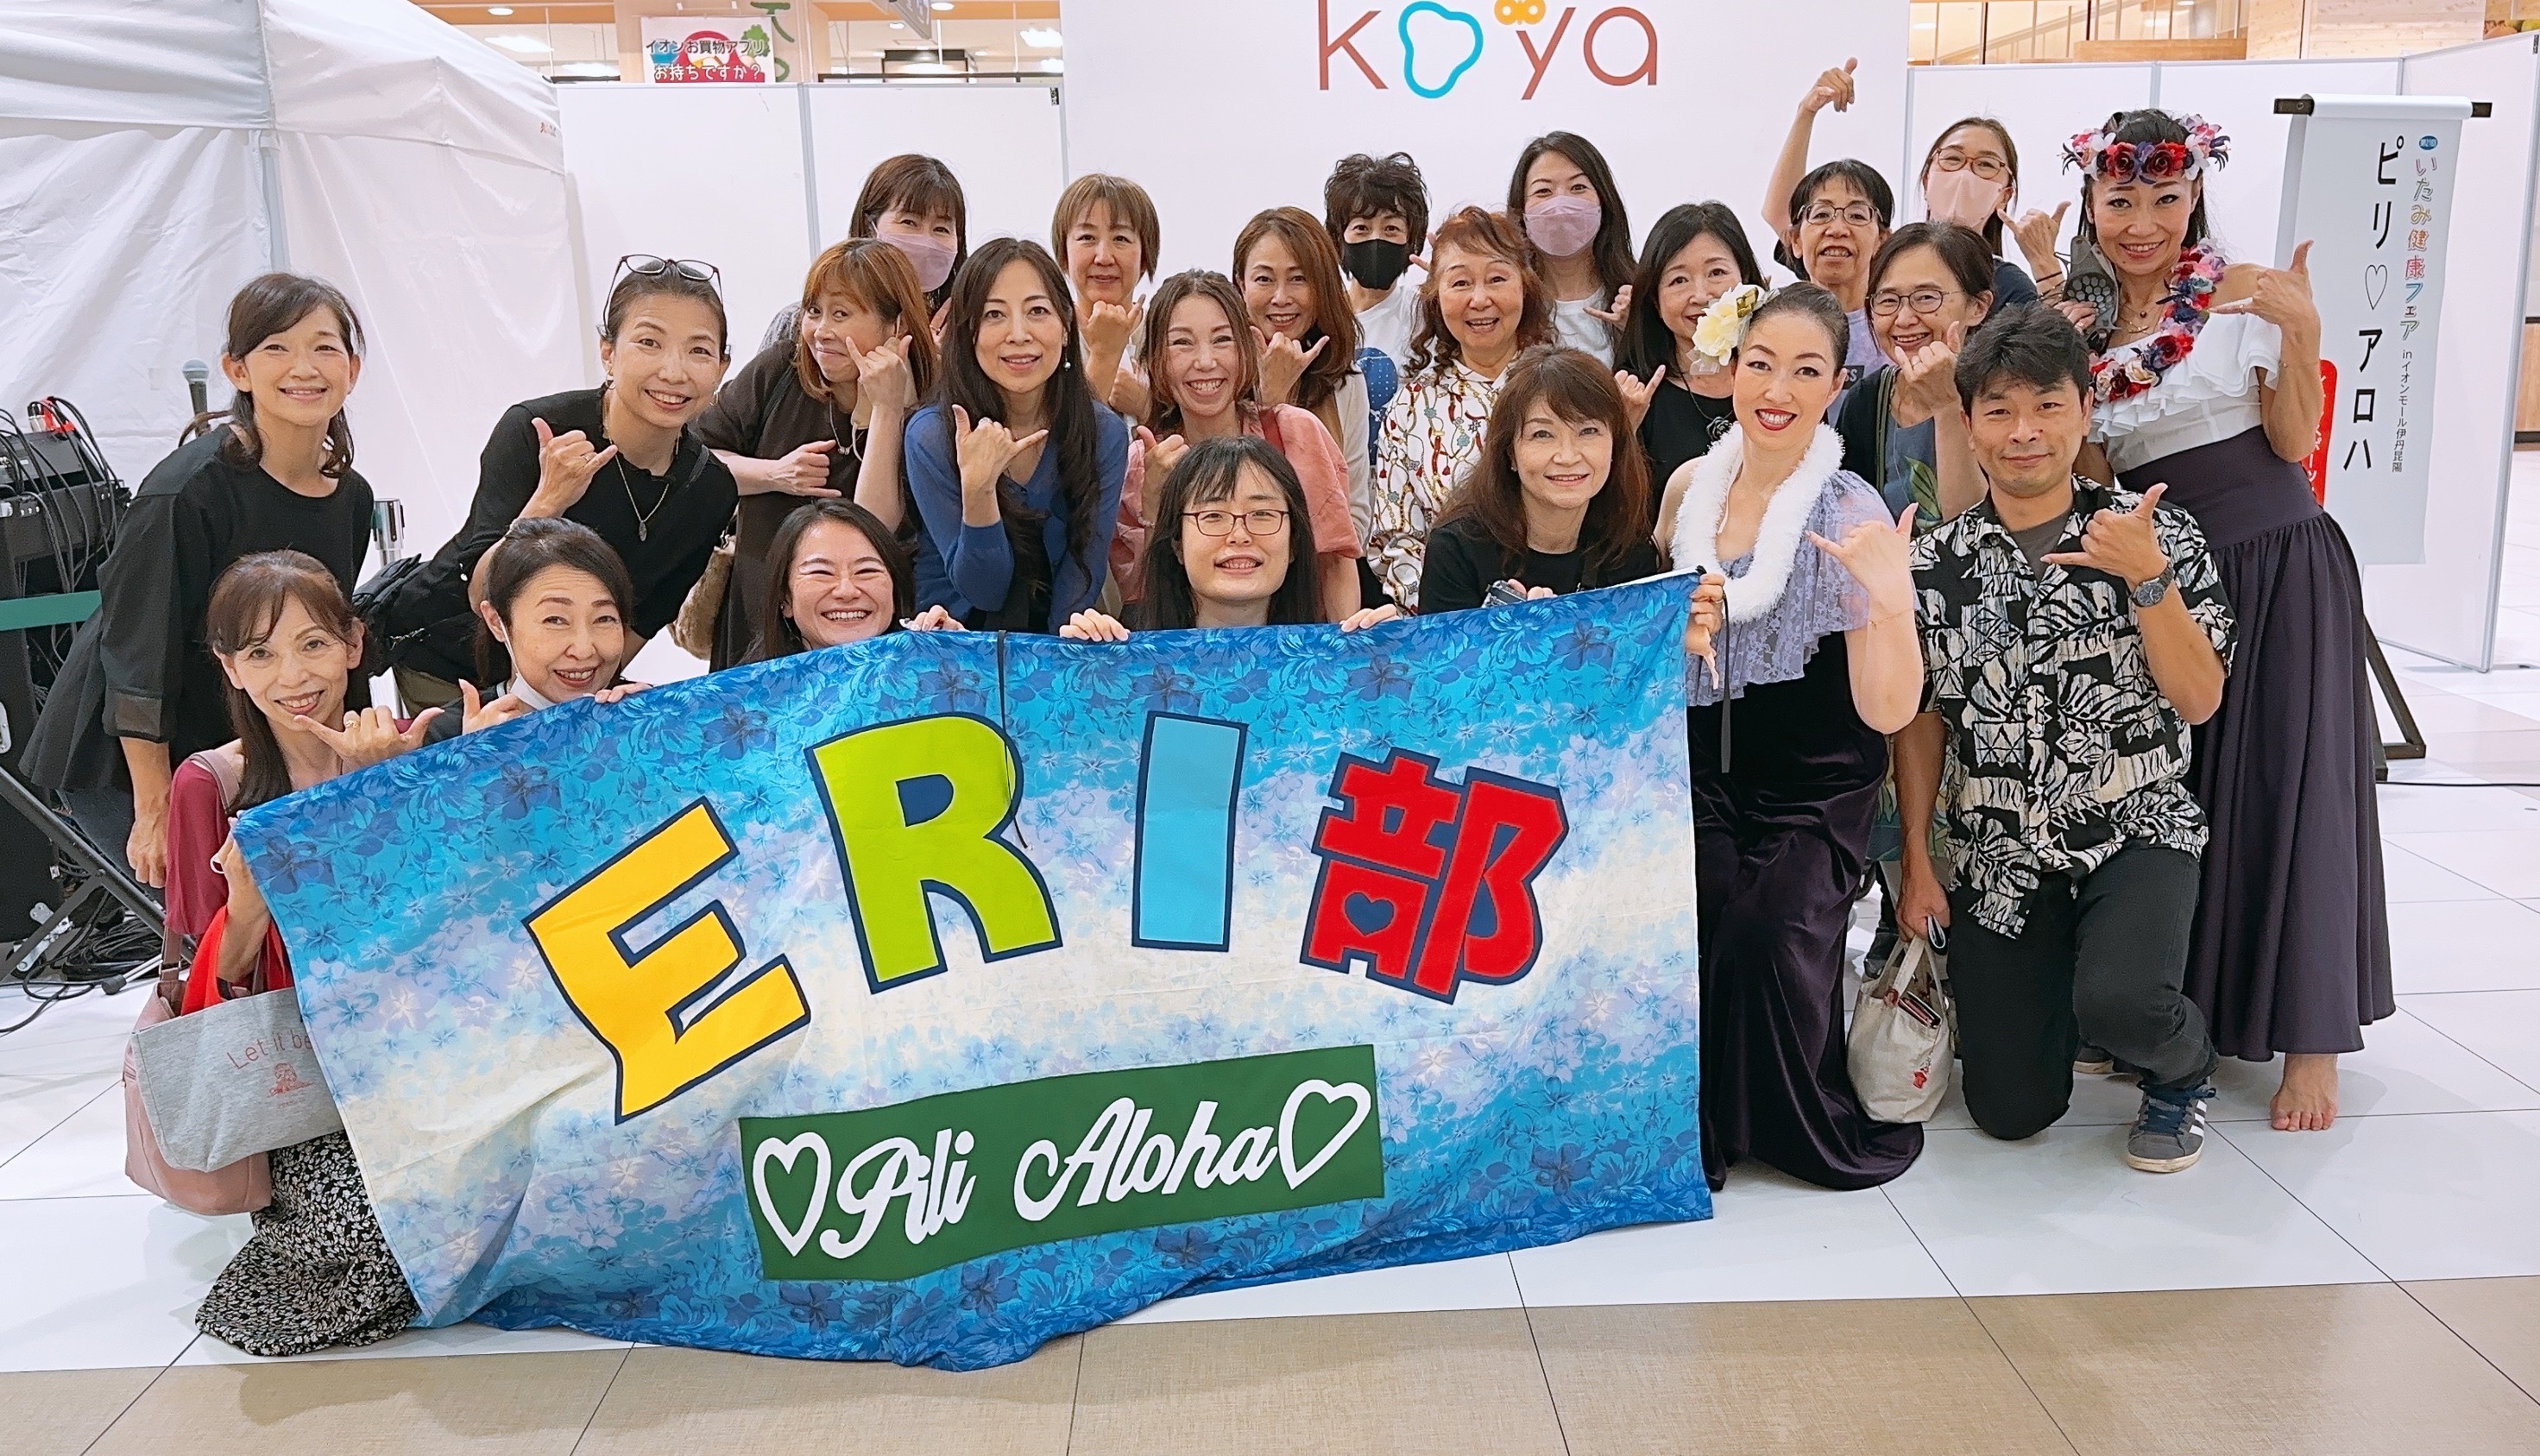 イオンお買物アプリ
お持ちですか?
koya
いたみ健康フェア inイオンモール伊丹昆陽
ピリ♡アロハ
ERI部
♡Pili Aloha♡
Let it be